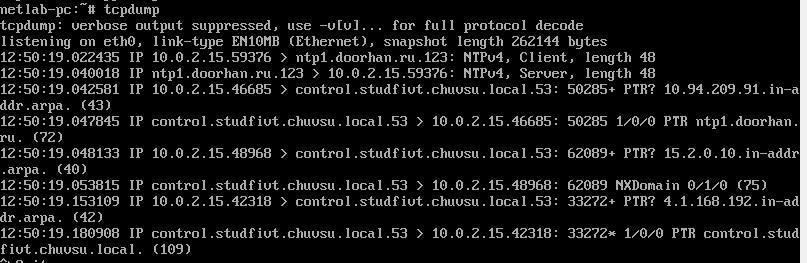 netlab-pc:~# tcpdump
tcpdump: verbose output suppressed, use -v[v]... for full protocol decode
listening on eth0, link-type EN10MB (Ethernet), snapshot length 262144 bytes
12:50:19.022435 IP 10.0.2.15.59376 > ntp1.doorhan.ru.123: NTPv4, Client, length 48
12:50:19.040018 IP ntp1.doorhan.ru.123 > 10.0.2.15.59376: NTPv4, Server, length 48
12:50:19.042581 IP 10.0.2.15.46685 > control.studfivt.chuvsu.local.53: 50285+ PTR? 10.94.209.91.in-a
ddr.arpa. (43)
12:50:19.047845 IP control.studfivt.chuvsu.local.53 > 10.0.2.15.46685: 50285 1/0/0 PTR ntp1.doorhan.
ru. (72)
12:50:19.048133 IP 10.0.2.15.48968 > control.studfivt.chuvsu.local.53: 62089+ PTR? 15.2.0.10.in-addr
.arpa. (40)
12:50:19.053815 IP control.studfivt.chuvsu.local.53 > 10.0.2.15.48968: 62089 NXDomain 0/1/0 (75)
12:50:19.153109 IP 10.0.2.15.42318 > control.studfivt.chuvsu.local.53: 33272+ PTR? 4.1.168.192.in-ad
dr.arpa. (42)
12:50:19.180908 IP control.studfivt.chuvsu.local.53 > 10.0.2.15.42318: 33272* 1/0/0 PTR control.stud
fivt.chuvsu.local. (109)